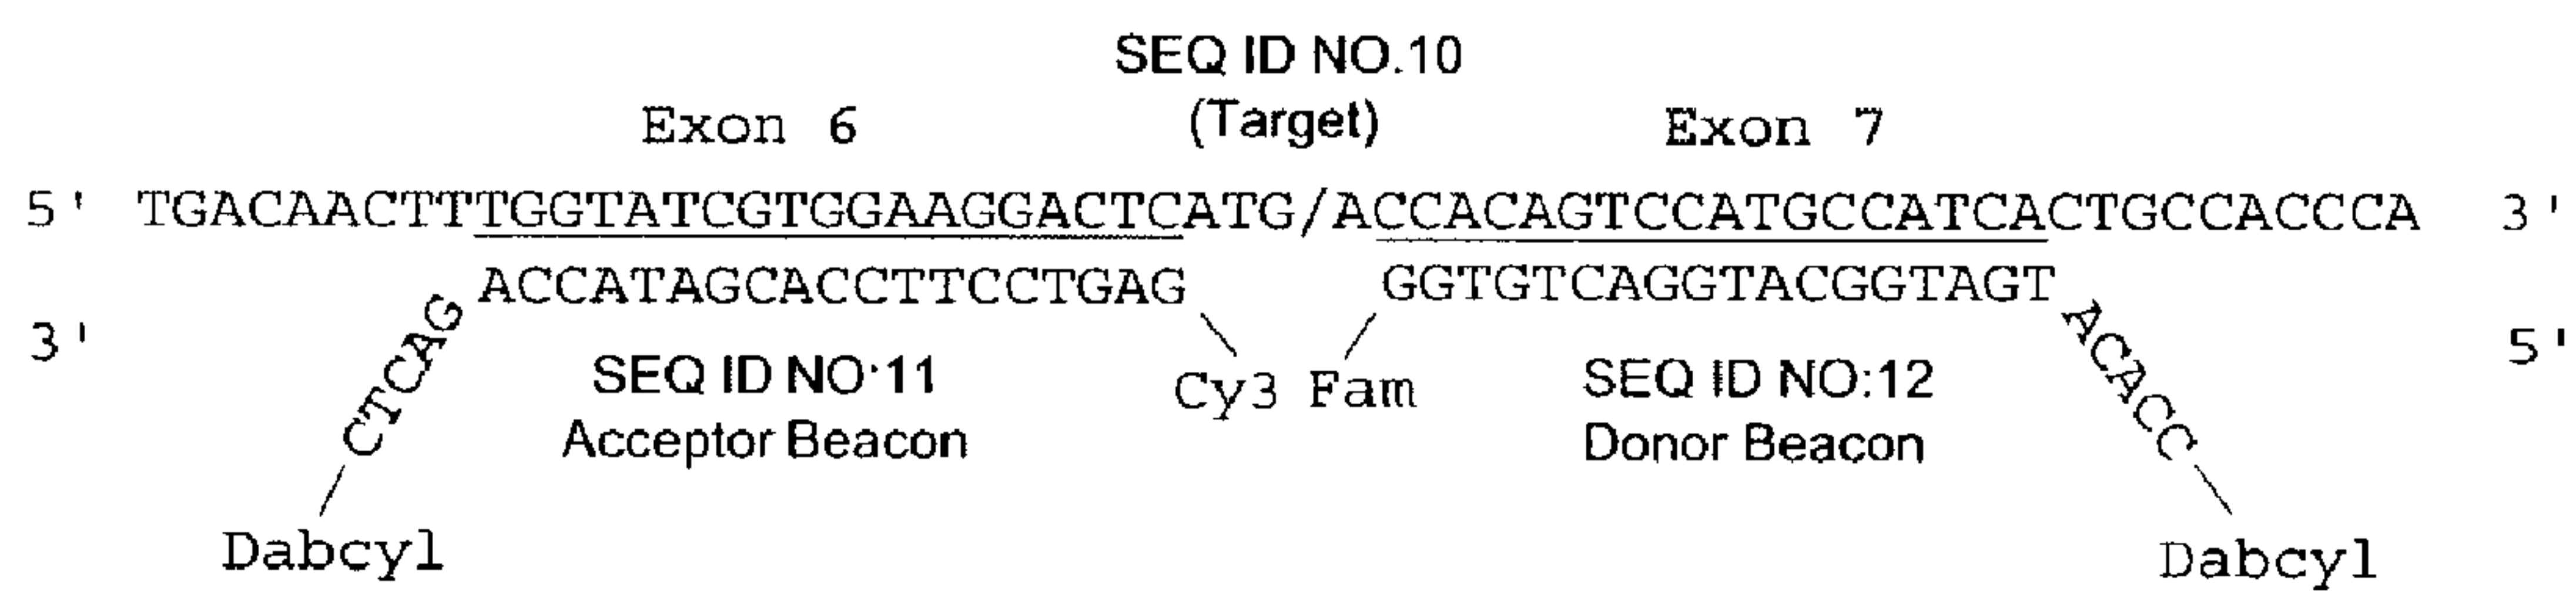 SEQ ID NO.10
Exon 6 (Target) Exon 7
5' TGACAACTTTTGGTATCGTGGAAGGACTCATG/ACCACAGTCCATGCCATCACTGCCACCCA 3'
ACCATAGCACCTTCCTGAG GGTGTCAGGTACGGTAGT
3' CTCAG ACACC 5'
SEQ ID NO:11 Cy3 Fam SEQ ID NO:12
Acceptor Beacon Donor Beacon
Dabcyl Dabcyl